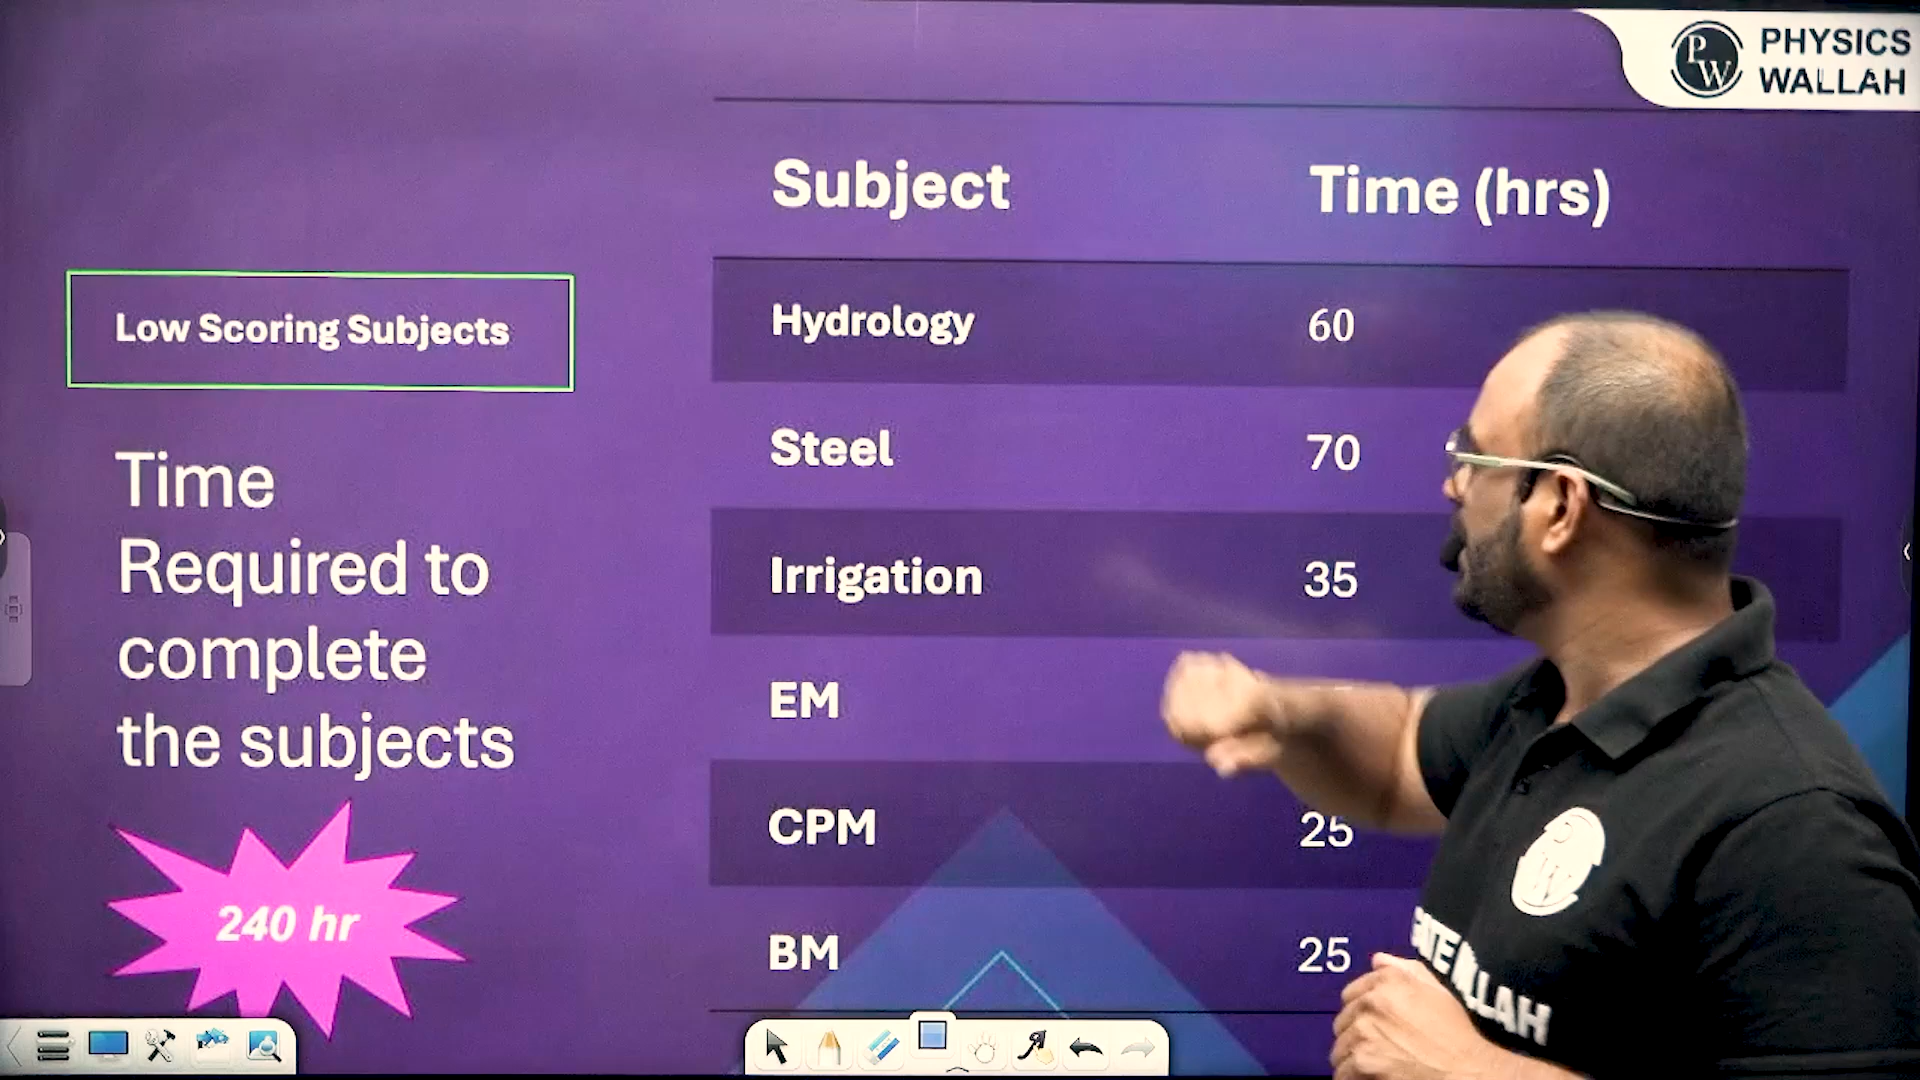 PHYSICS
WALLAH
Subject Time (hrs)
Low Scoring Subjects
Hydrology 60
Steel 70
Irrigation 35
EM
CPM 25
BM 25
Time
Required to
complete
the subjects
240 hr